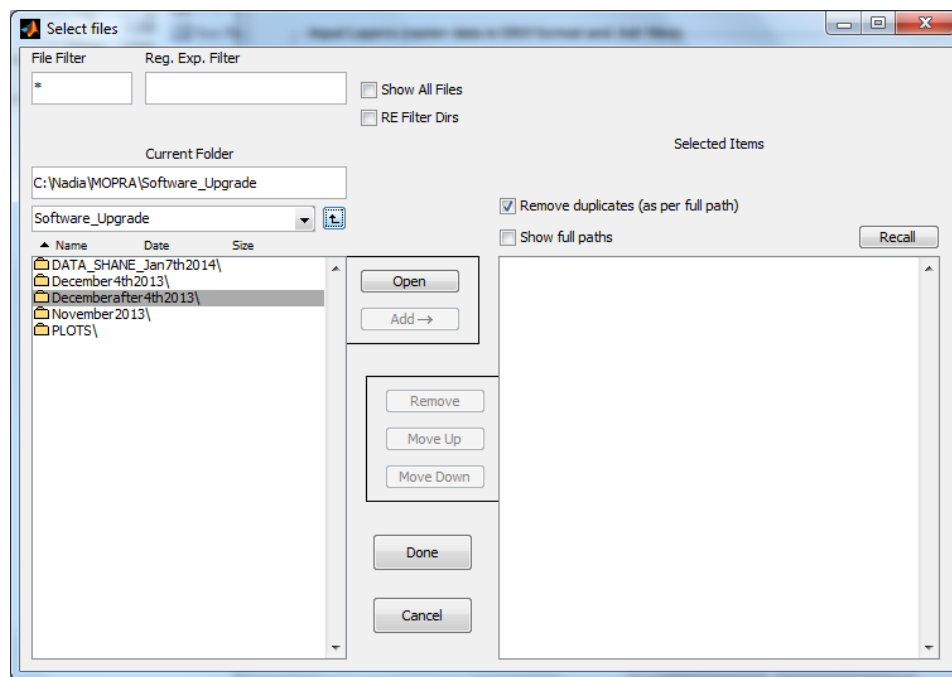 Select files
File Filter
Reg. Exp. Filter
*
Show All Files
RE Filter Dirs
Selected Items
Current Folder
C:\Nadia\MOPRA\Software_Upgrade
Software_Upgrade
Remove duplicates (as per full path)
Show full paths
Recall
Name Date Size
DATA_SHANE_Jan7th2014\
December4th2013\
Decemberafter4th2013\
November2013\
PLOTS\
Open
Add →
Remove
Move Up
Move Down
Done
Cancel